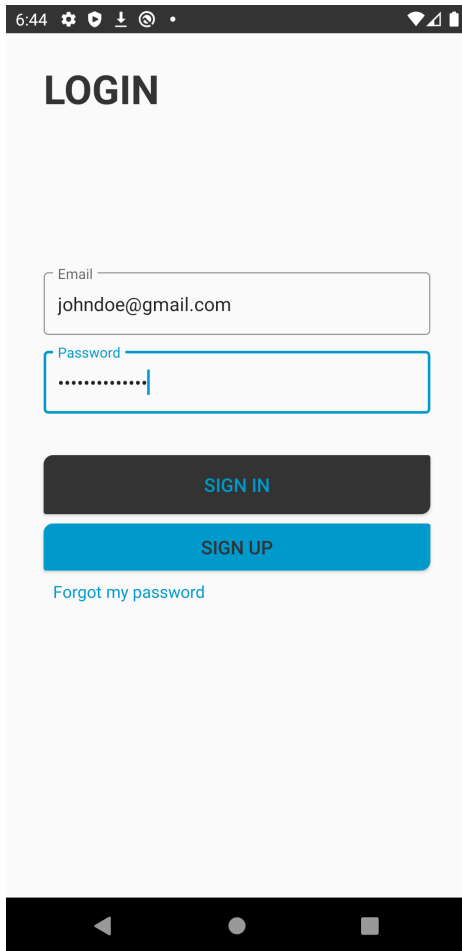 6:44
LOGIN
Email
johndoe@gmail.com
Password
••••••••••••••
SIGN IN
SIGN UP
Forgot my password